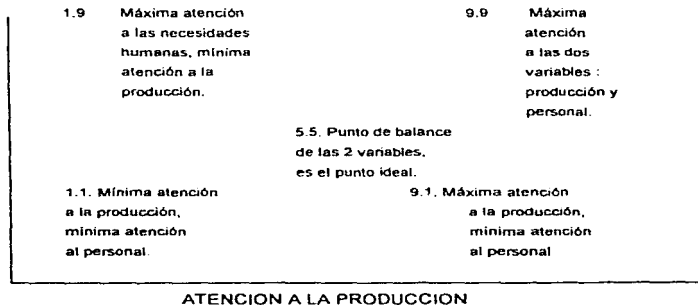 1.9 Máxima atención
a las necesidades
humanas, mínima
atención a la
producción.
9.9 Máxima
atención
a las dos
variables :
producción y
personal.
5.5. Punto de balance
de las 2 variables,
es el punto ideal.
1.1. Mínima atención
a la producción,
mínima atención
al personal.
9.1. Máxima atención
a la producción,
mínima atención
al personal
ATENCION A LA PRODUCCION